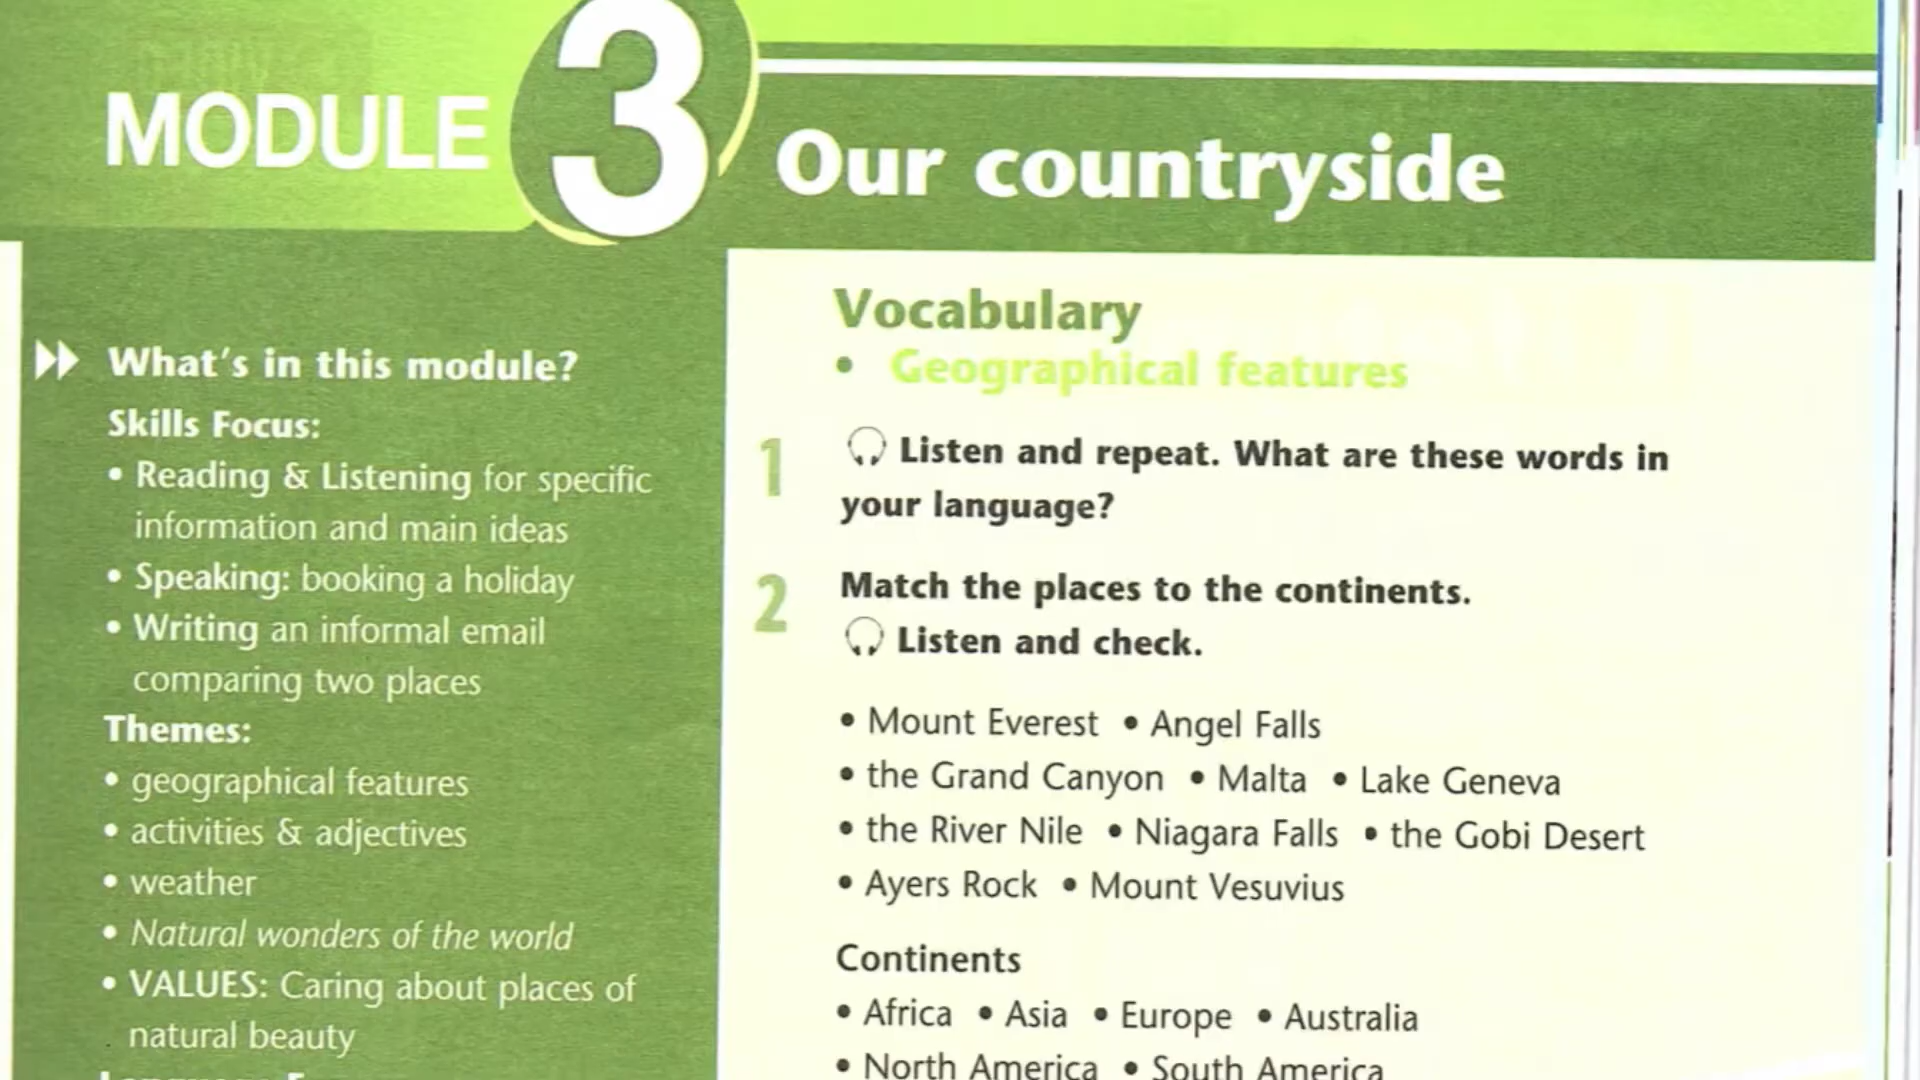 MODULE 3 Our countryside
What's in this module?
Skills Focus:
• Reading & Listening for specific
information and main ideas
• Speaking: booking a holiday
• Writing an informal email
comparing two places
Themes:
• geographical features
• activities & adjectives
• weather
• Natural wonders of the world
• VALUES: Caring about places of
natural beauty
Vocabulary
• Geographical features
1 Listen and repeat. What are these words in
your language?
2 Match the places to the continents.
Listen and check.
• Mount Everest • Angel Falls
• the Grand Canyon • Malta • Lake Geneva
• the River Nile • Niagara Falls • the Gobi Desert
• Ayers Rock • Mount Vesuvius
Continents
• Africa • Asia • Europe • Australia
• North America • South America